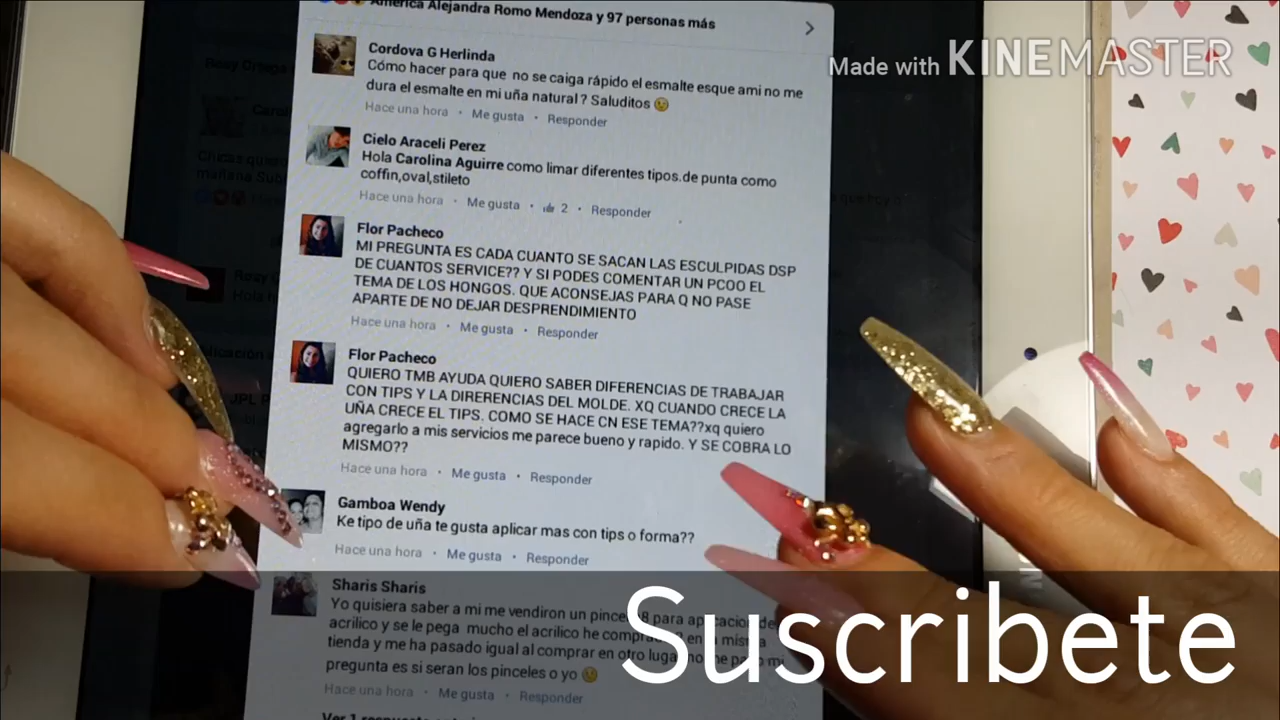 América Alejandra Romo Mendoza y 97 personas más
Made with KINEMASTER
Cordova G Herlinda
Cómo hacer para que no se caiga rápido el esmalte esque ami no me
dura el esmalte en mi uña natural? Saluditos 😉
Hace una hora · Me gusta · Responder
Cielo Araceli Perez
Hola Carolina Aguirre como limar diferentes tipos.de punta como
coffin,oval,stileto
Hace una hora · Me gusta · 2 · Responder
Flor Pacheco
MI PREGUNTA ES CADA CUANTO SE SACAN LAS ESCULPIDAS DSP
DE CUANTOS SERVICE?? Y SI PODES COMENTAR UN PCOO EL
TEMA DE LOS HONGOS. QUE ACONSEJAS PARA Q NO PASE
APARTE DE NO DEJAR DESPRENDIMIENTO
Hace una hora · Me gusta · Responder
Flor Pacheco
QUIERO TMB AYUDA QUIERO SABER DIFERENCIAS DE TRABAJAR
CON TIPS Y LA DIRERENCIAS DEL MOLDE. XQ CUANDO CRECE LA
UÑA CRECE EL TIPS. COMO SE HACE CN ESE TEMA??xq quiero
agregarlo a mis servicios me parece bueno y rapido. Y SE COBRA LO
MISMO??
Hace una hora · Me gusta · Responder
Gamboa Wendy
Ke tipo de uña te gusta aplicar mas con tips o forma??
Hace una hora · Me gusta · Responder
Sharis Sharis
Yo quisiera saber a mi me vendiron un pince 8 para de
acrilico y se le pega mucho el acrilico he en la
tienda y me ha pasado igual al comprar en otro mi
pregunta es si seran los pinceles o yo 😉
Hace una hora · Me gusta · Responder
Suscribete